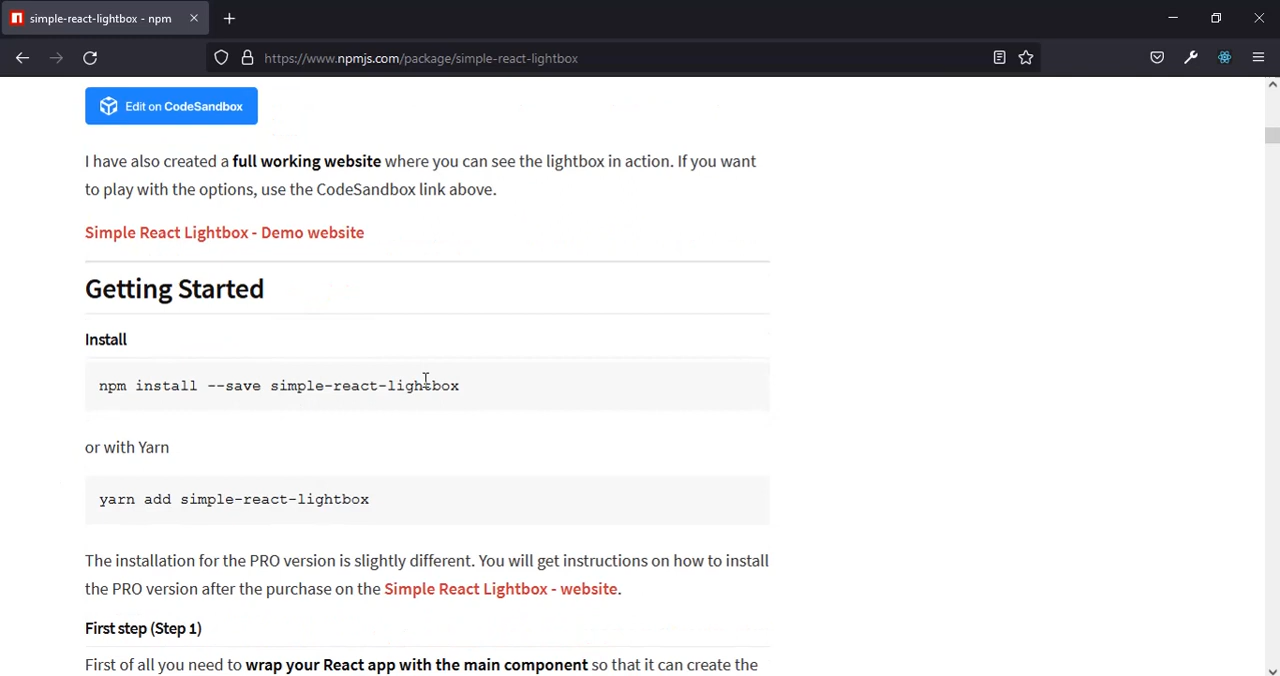 simple-react-lightbox - npm
https://www.npmjs.com/package/simple-react-lightbox
Edit on CodeSandbox
I have also created a full working website where you can see the lightbox in action. If you want
to play with the options, use the CodeSandbox link above.
Simple React Lightbox - Demo website
Getting Started
Install
npm install --save simple-react-lightbox
or with Yarn
yarn add simple-react-lightbox
The installation for the PRO version is slightly different. You will get instructions on how to install
the PRO version after the purchase on the Simple React Lightbox - website.
First step (Step 1)
First of all you need to wrap your React app with the main component so that it can create the